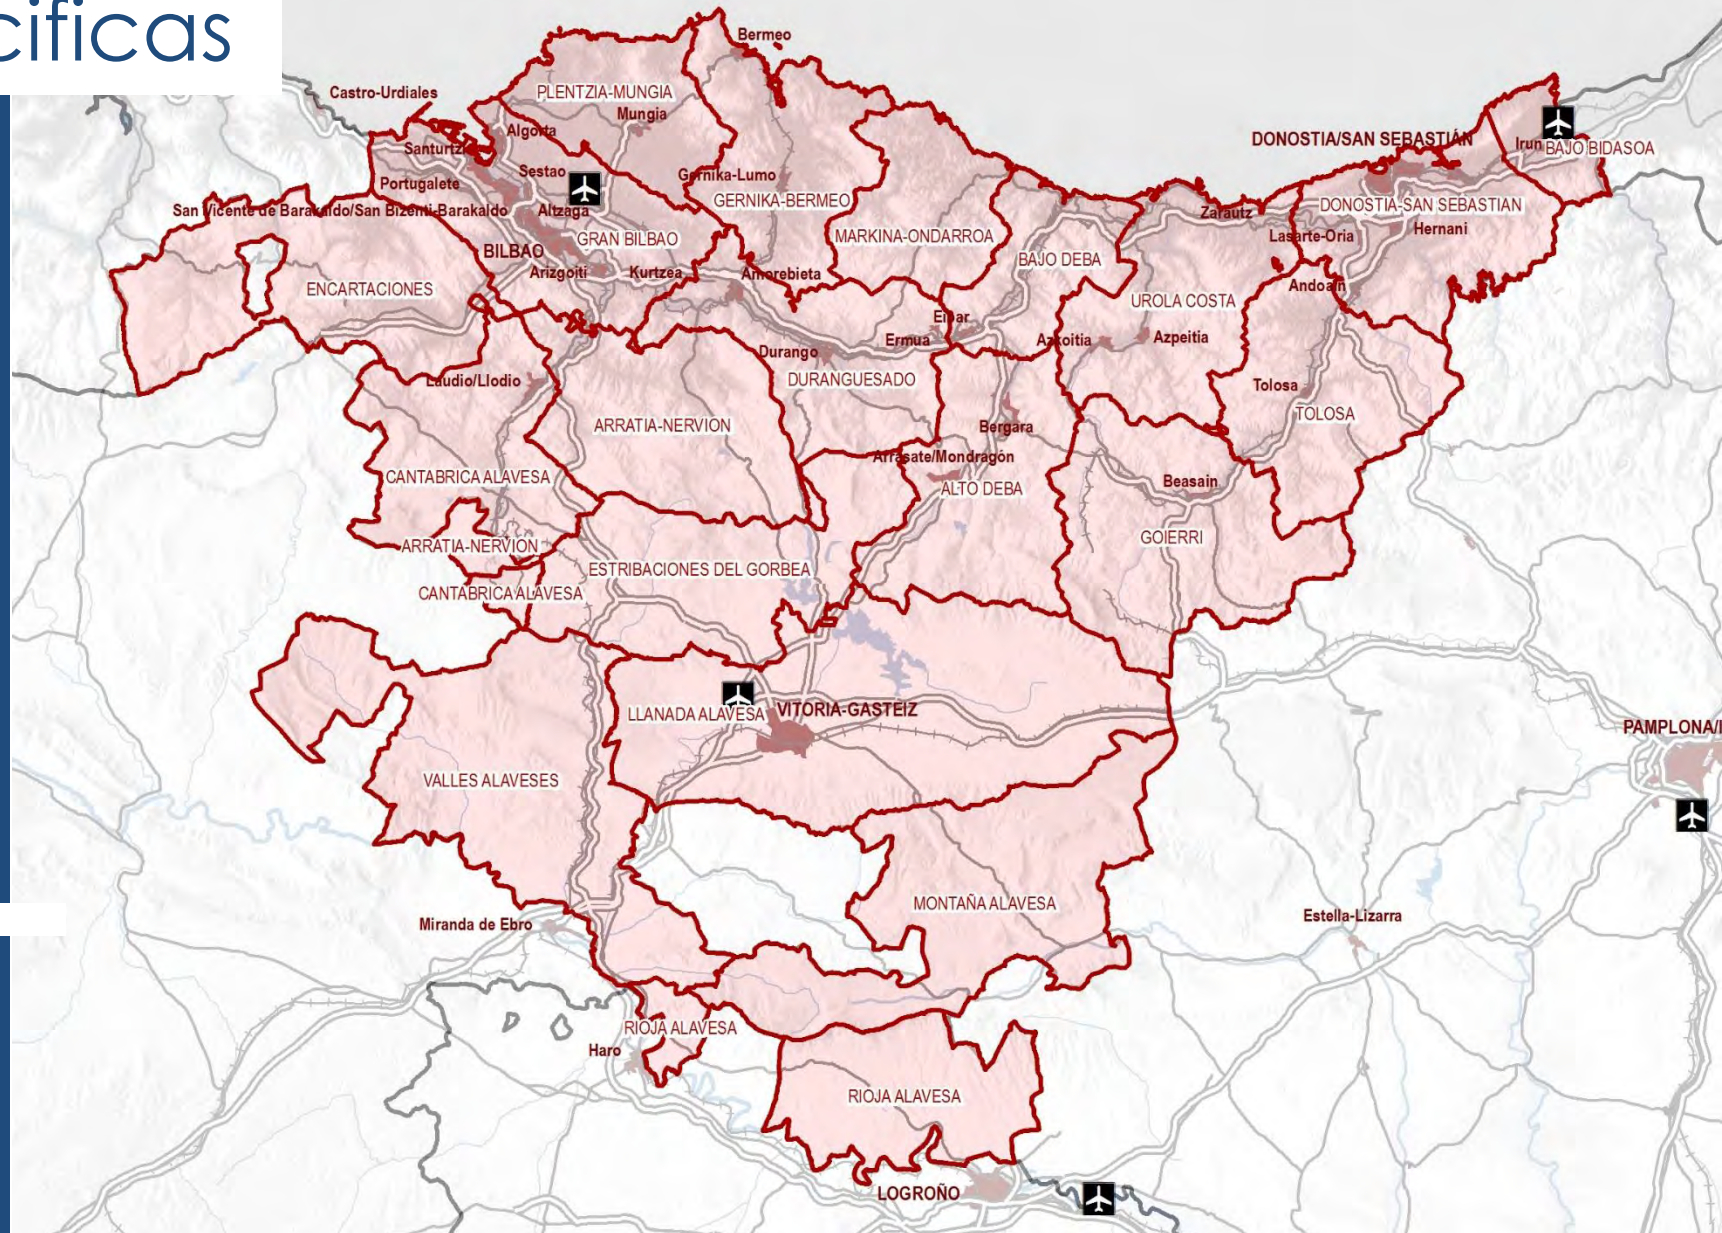 cificas
Bermeo
Castro-Urdiales
PLENTZIA-MUNGIA
Mungia
Algorta
Santurtzi
Sestao
Portugalete
Gernika-Lumo
GERNIKA-BERMEO
San Vicente de Barakaldo/San Bizenti-Barakaldo
Altzaga
GRAN BILBAO
BILBAO
Arizgoiti
Kurtzea
Amorebieta
ENCARTACIONES
MARKINA-ONDARROA
BAJO DEBA
DONOSTIA/SAN SEBASTIÁN
Irun
BAJO BIDASOA
Zarautz
DONOSTIA-SAN SEBASTIAN
Lasarte-Oria
Hernani
Andoain
UROLA COSTA
Eibar
Ermua
Azkoitia
Azpeitia
Durango
DURANGUESADO
Laudio/Llodio
Tolosa
TOLOSA
ARRATIA-NERVION
Bergara
Arrasate/Mondragón
ALTO DEBA
CANTABRICA ALAVESA
Beasain
GOIERRI
ARRATIA-NERVION
ESTRIBACIONES DEL GORBEA
CANTABRICA ALAVESA
LLANADA ALAVESA
VITORIA-GASTEIZ
PAMPLONA/I
VALLES ALAVESES
MONTAÑA ALAVESA
Miranda de Ebro
Estella-Lizarra
RIOJA ALAVESA
Haro
RIOJA ALAVESA
LOGROÑO